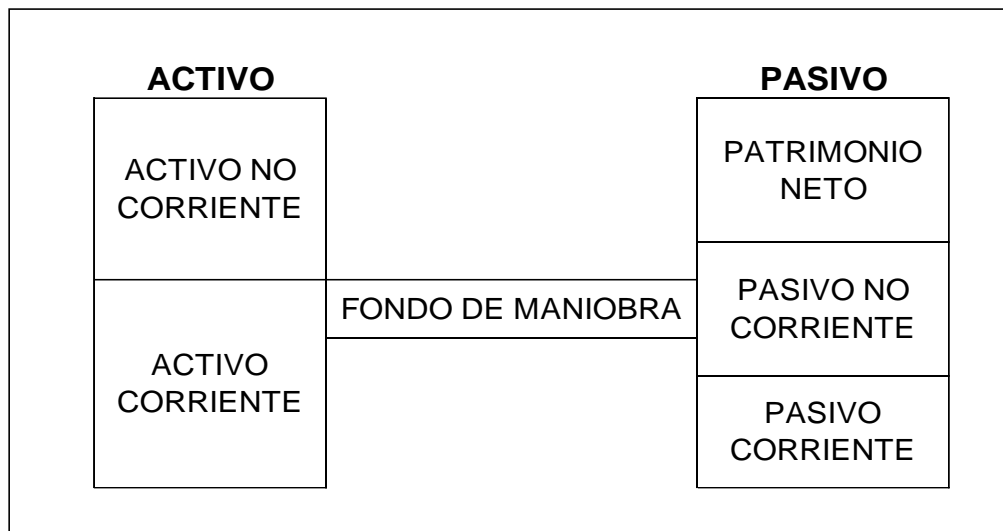 ACTIVO
PASIVO
ACTIVO NO
CORRIENTE
PATRIMONIO
NETO
FONDO DE MANIOBRA
PASIVO NO
CORRIENTE
ACTIVO
CORRIENTE
PASIVO
CORRIENTE